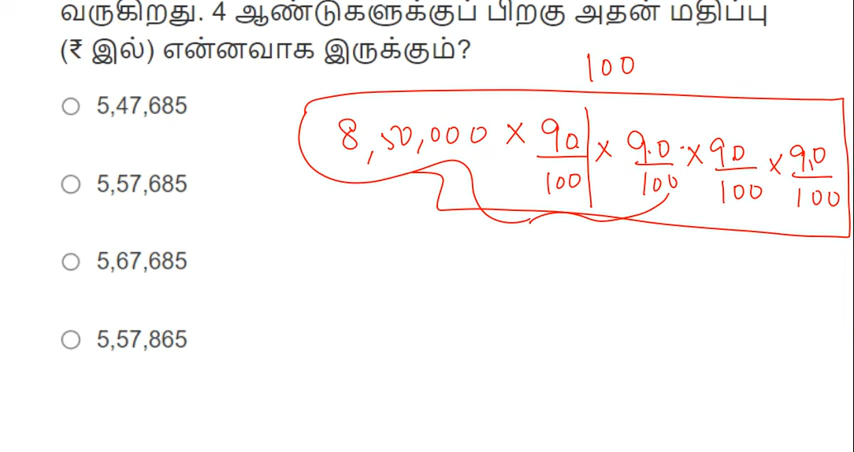 வருகிறது. 4 ஆண்டுகளுக்குப் பிறகு அதன் மதிப்பு
(₹ இல்) என்னவாக இருக்கும்?
100
8,50,000 × 90/100 × 90/100 × 90/100 × 90/100
5,47,685
5,57,685
5,67,685
5,57,865